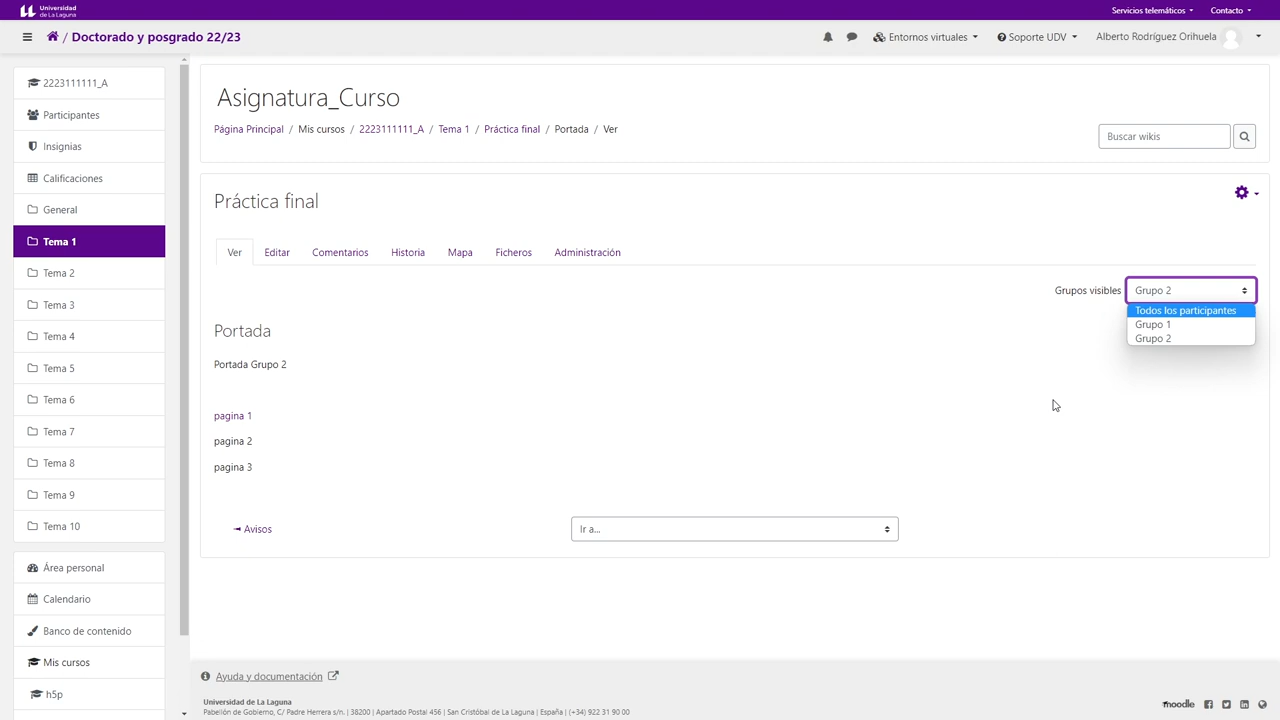 Universidad
de La Laguna
Servicios telemáticos
Contacto
/ Doctorado y posgrado 22/23
Entornos virtuales
Soporte UDV
Alberto Rodríguez Orihuela
2223111111_A
Participantes
Insignias
Calificaciones
General
Tema 1
Tema 2
Tema 3
Tema 4
Tema 5
Tema 6
Tema 7
Tema 8
Tema 9
Tema 10
Área personal
Calendario
Banco de contenido
Mis cursos
h5p
Asignatura_Curso
Página Principal / Mis cursos / 2223111111_A / Tema 1 / Práctica final / Portada / Ver
Buscar wikis
Práctica final
Ver Editar Comentarios Historia Mapa Ficheros Administración
Grupos visibles Grupo 2
Todos los participantes
Grupo 1
Grupo 2
Portada
Portada Grupo 2
pagina 1
pagina 2
pagina 3
◄ Avisos
Ir a...
Ayuda y documentación
Universidad de La Laguna
Pabellón de Gobierno, C/ Padre Herrera s/n. | 38200 | Apartado Postal 456 | San Cristóbal de La Laguna | España | (+34) 922 31 90 00
moodle